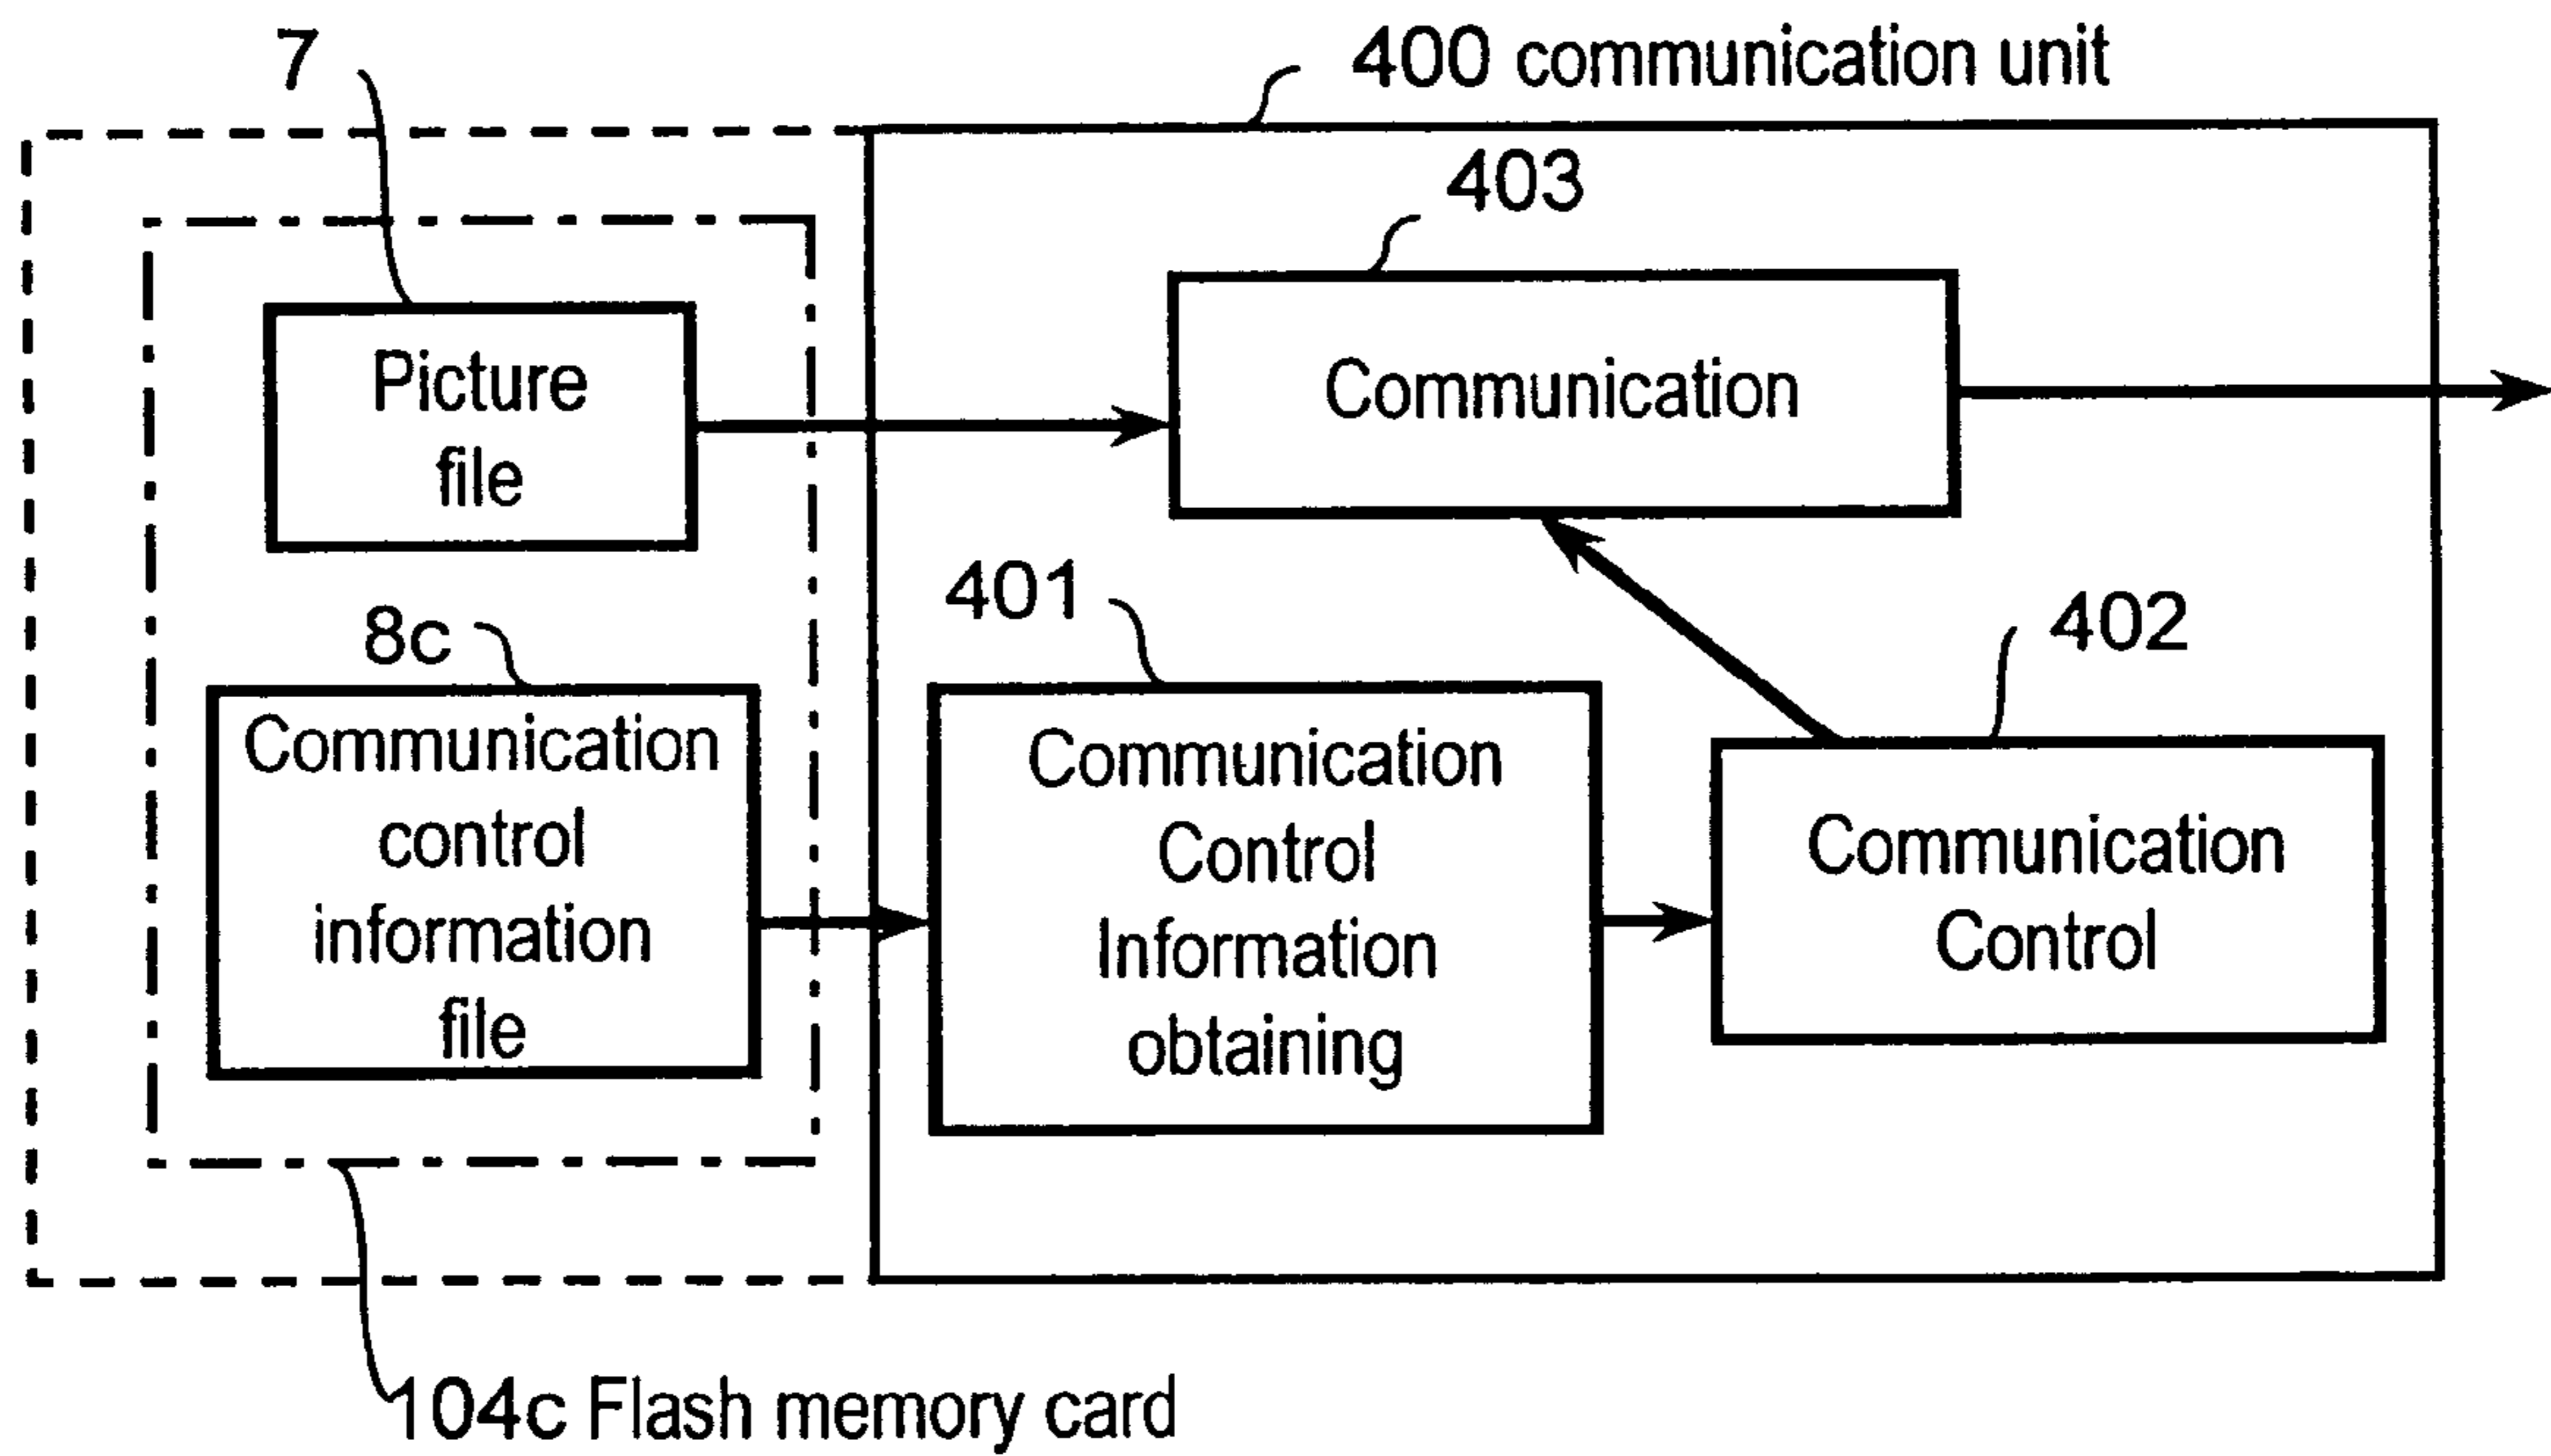 7
400 communication unit
403
Communication
Picture
file
401
402
8c
Communication
control
information
file
Communication
Control
Information
obtaining
Communication
Control
104c Flash memory card